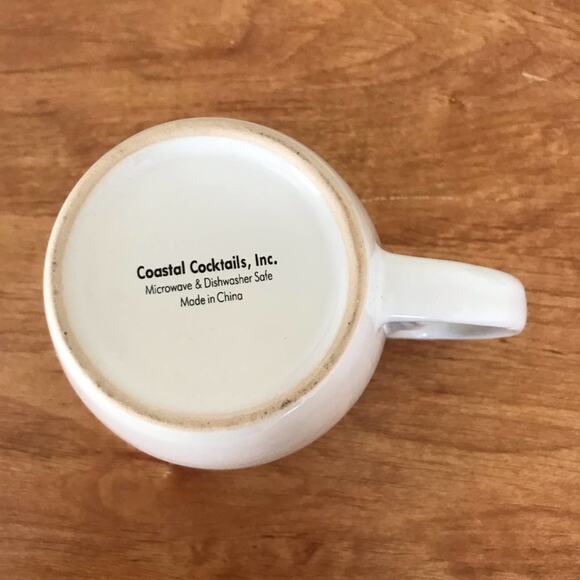 Coastal Cocktails, Inc.
Microwave & Dishwasher Safe
Made in China